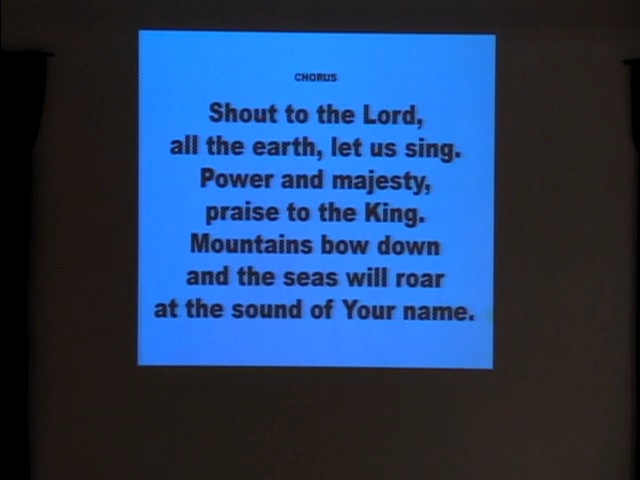 CHORUS
Shout to the Lord,
all the earth, let us sing.
Power and majesty,
praise to the King.
Mountains bow down
and the seas will roar
at the sound of Your name.